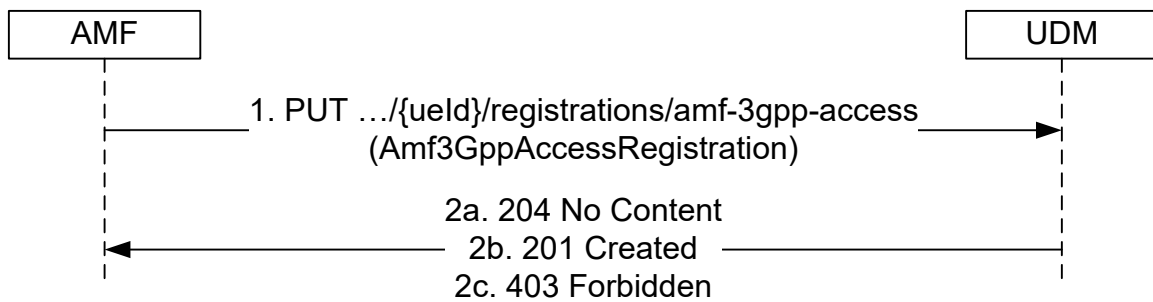 AMF
UDM
1. PUT …/{ueId}/registrations/amf-3gpp-access
(Amf3GppAccessRegistration)
2a. 204 No Content
2b. 201 Created
2c. 403 Forbidden